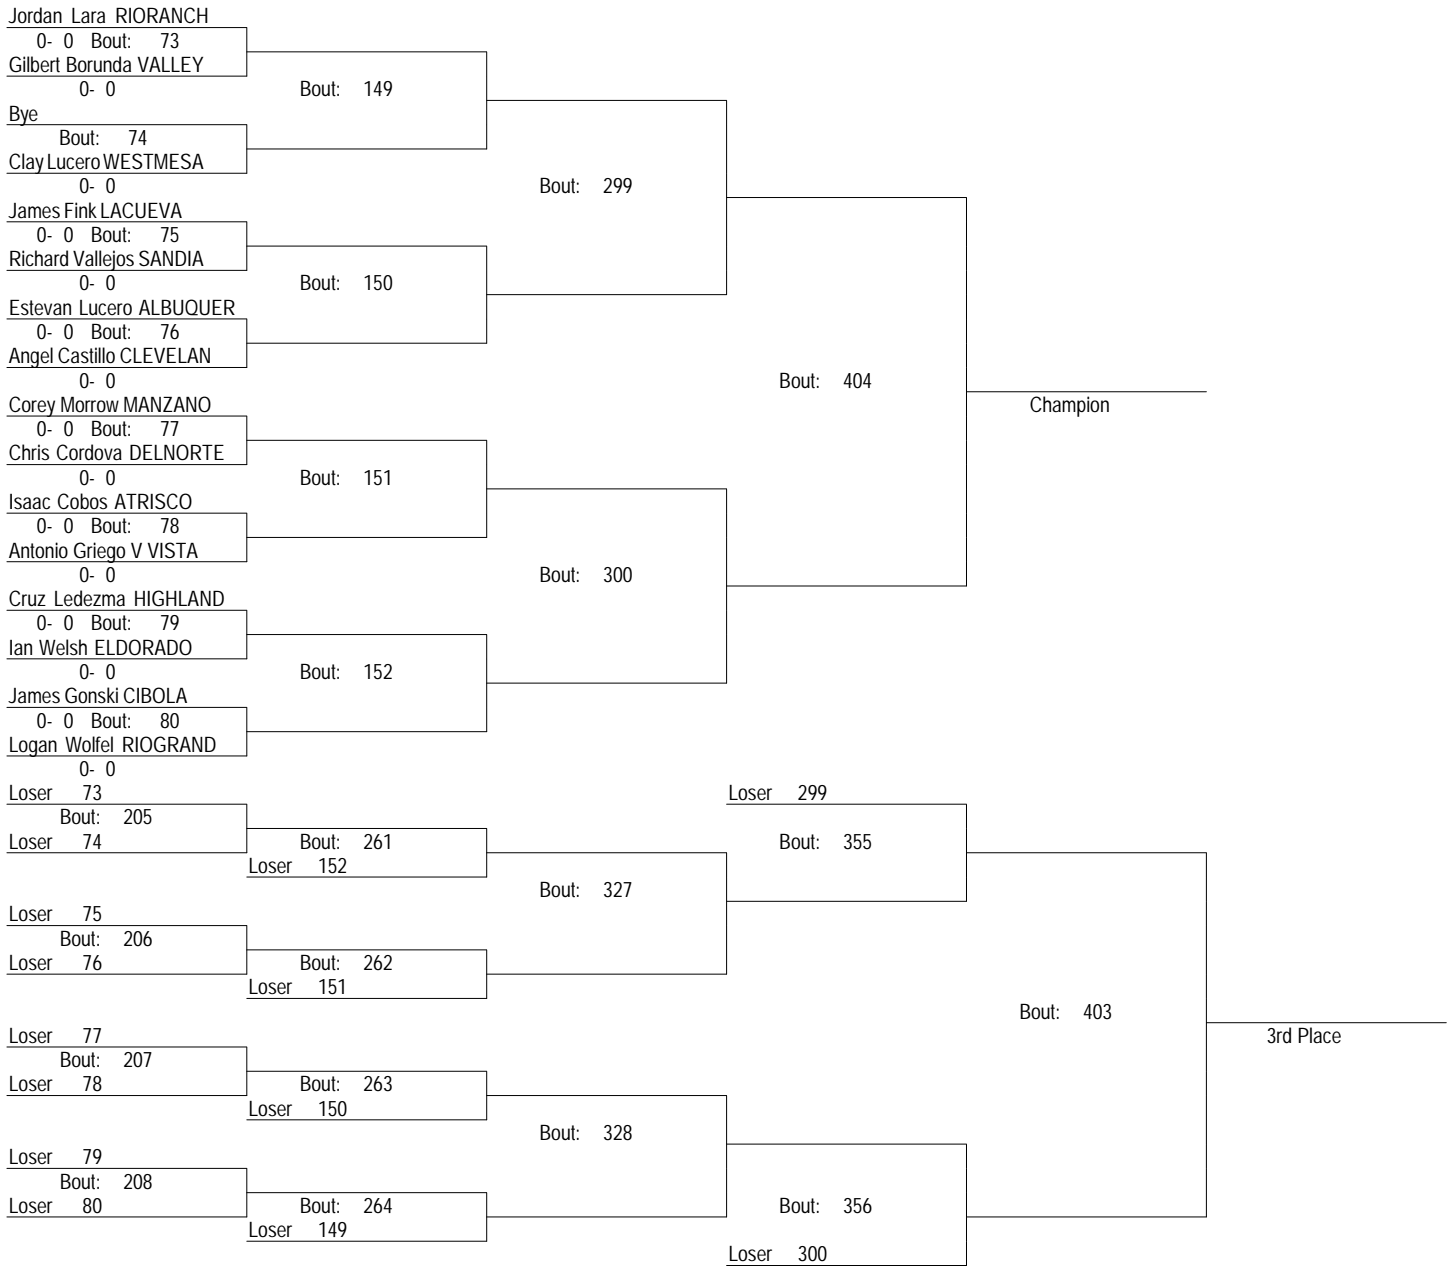 Jordan Lara RIORANCH
0- 0 Bout: 73
Gilbert Borunda VALLEY
0- 0
Bout: 149
Bye
Bout: 74
Clay Lucero WESTMESA
0- 0
Bout: 299
James Fink LACUEVA
0- 0 Bout: 75
Richard Vallejos SANDIA
0- 0
Bout: 150
Estevan Lucero ALBUQUER
0- 0 Bout: 76
Angel Castillo CLEVELAN
0- 0
Bout: 404
Champion
Corey Morrow MANZANO
0- 0 Bout: 77
Chris Cordova DELNORTE
0- 0
Bout: 151
Isaac Cobos ATRISCO
0- 0 Bout: 78
Antonio Griego V VISTA
0- 0
Bout: 300
Cruz Ledezma HIGHLAND
0- 0 Bout: 79
Ian Welsh ELDORADO
0- 0
Bout: 152
James Gonski CIBOLA
0- 0 Bout: 80
Logan Wolfel RIOGRAND
0- 0
Loser 73
Bout: 205
Loser 74
Bout: 261
Loser 152
Bout: 327
Loser 299
Bout: 355
Loser 75
Bout: 206
Loser 76
Bout: 262
Loser 151
Bout: 403
3rd Place
Loser 77
Bout: 207
Loser 78
Bout: 263
Loser 150
Bout: 328
Loser 79
Bout: 208
Loser 80
Bout: 264
Loser 149
Bout: 356
Loser 300